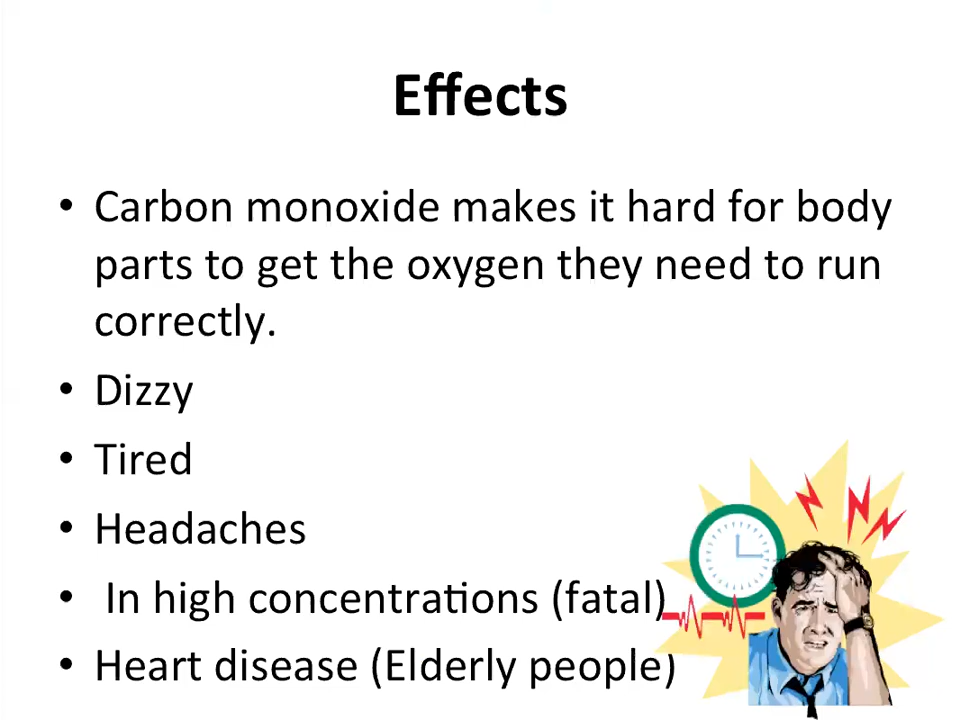 Effects
• Carbon monoxide makes it hard for body
parts to get the oxygen they need to run
correctly.
• Dizzy
• Tired
• Headaches
• In high concentrations (fatal)
• Heart disease (Elderly people)